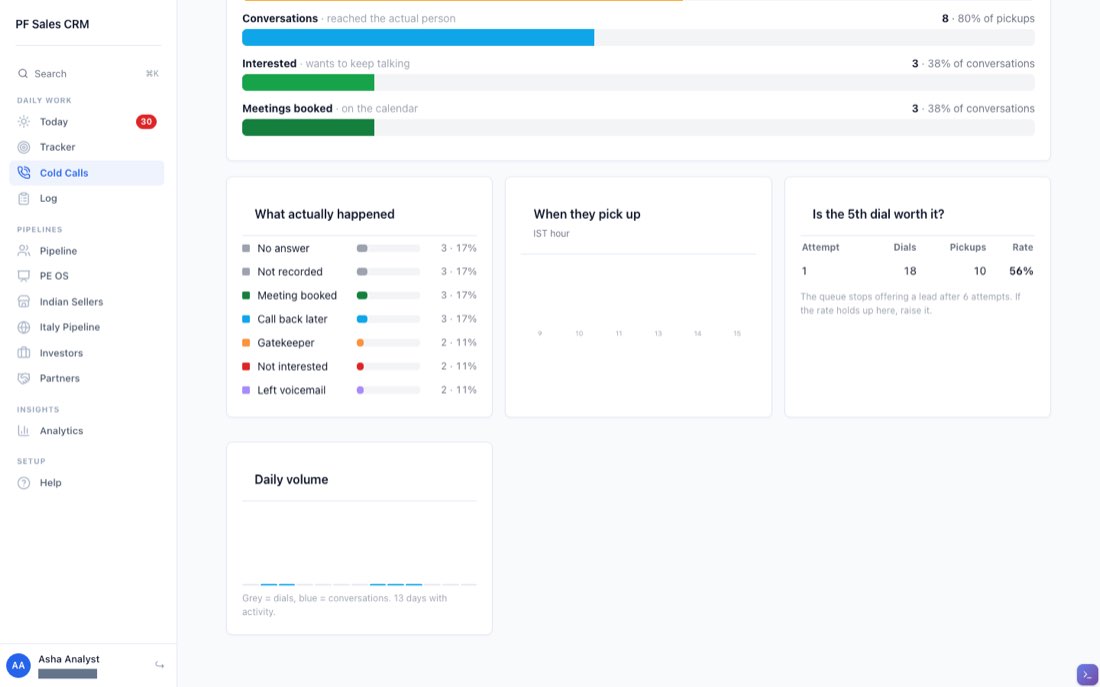 PF Sales CRM
Search ⌘K
DAILY WORK
Today 30
Tracker
Cold Calls
Log
PIPELINES
Pipeline
PE OS
Indian Sellers
Italy Pipeline
Investors
Partners
INSIGHTS
Analytics
SETUP
Help
AA
Asha Analyst
Conversations · reached the actual person 8 · 80% of pickups
Interested · wants to keep talking 3 · 38% of conversations
Meetings booked · on the calendar 3 · 38% of conversations
What actually happened
No answer 3 · 17%
Not recorded 3 · 17%
Meeting booked 3 · 17%
Call back later 3 · 17%
Gatekeeper 2 · 11%
Not interested 2 · 11%
Left voicemail 2 · 11%
When they pick up
IST hour
9 10 11 13 14 15
Is the 5th dial worth it?
Attempt Dials Pickups Rate
1 18 10 56%
The queue stops offering a lead after 6 attempts. If
the rate holds up here, raise it.
Daily volume
Grey = dials, blue = conversations. 13 days with
activity.